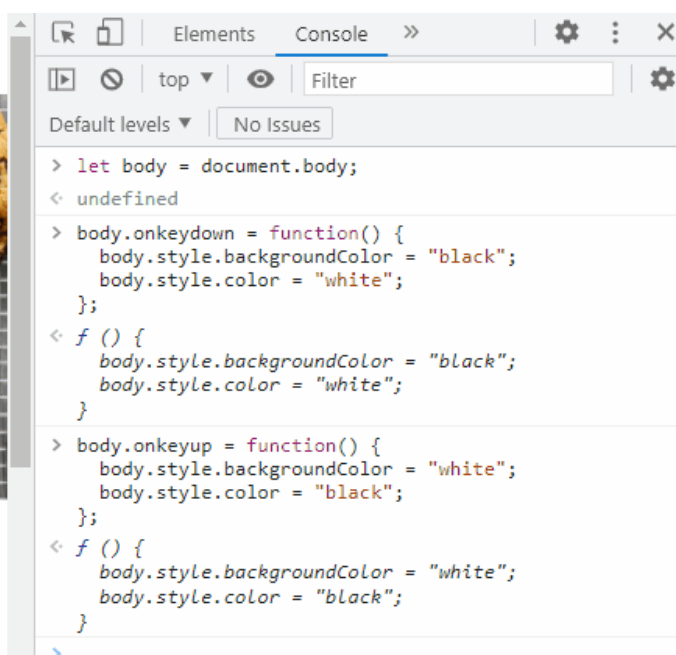 Elements Console »
top ▼ Filter
Default levels ▼ No Issues
> let body = document.body;
undefined
> body.onkeydown = function() {
body.style.backgroundColor = "black";
body.style.color = "white";
};
f () {
body.style.backgroundColor = "black";
body.style.color = "white";
}
> body.onkeyup = function() {
body.style.backgroundColor = "white";
body.style.color = "black";
};
f () {
body.style.backgroundColor = "white";
body.style.color = "black";
}
>